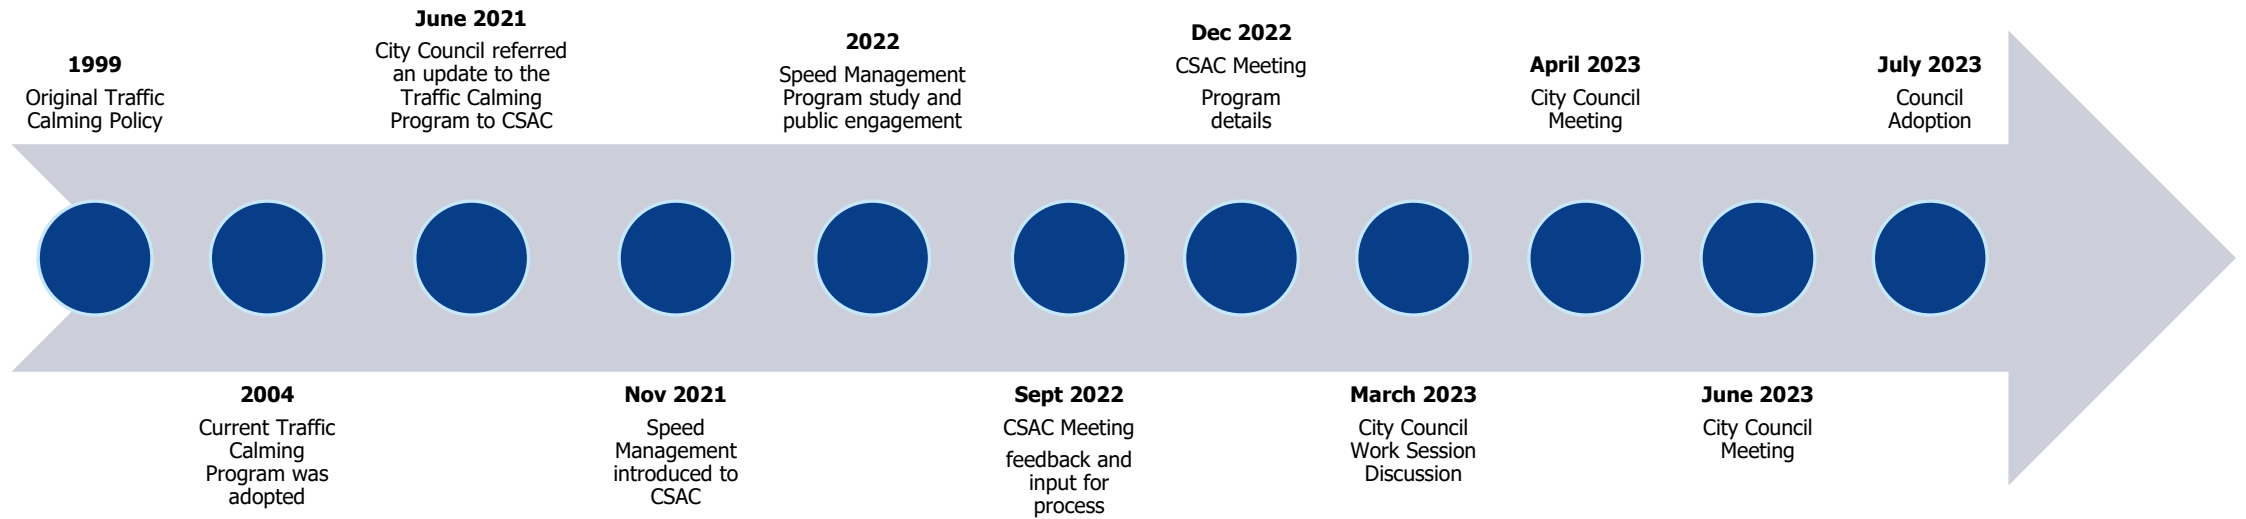 1999
Original Traffic
Calming Policy
2004
Current Traffic
Calming
Program was
adopted
June 2021
City Council referred
an update to the
Traffic Calming
Program to CSAC
Nov 2021
Speed
Management
introduced to
CSAC
2022
Speed Management
Program study and
public engagement
Sept 2022
CSAC Meeting
feedback and
input for
process
Dec 2022
CSAC Meeting
Program
details
March 2023
City Council
Work Session
Discussion
April 2023
City Council
Meeting
June 2023
City Council
Meeting
July 2023
Council
Adoption